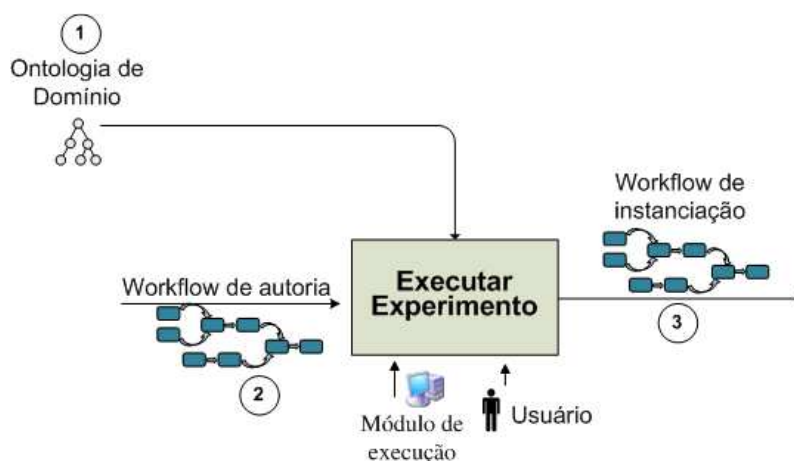 1
Ontologia de
Domínio
Workflow de
instanciação
Executar
Experimento
Workflow de autoria
3
2
Módulo de
execução
Usuário